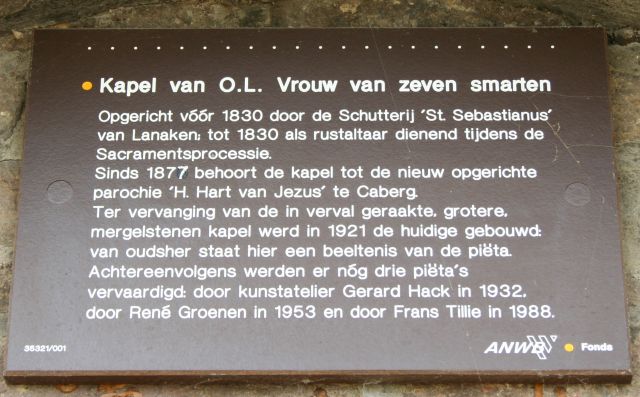 Kapel van O.L. Vrouw van zeven smarten
Opgericht vóór 1830 door de Schutterij 'St. Sebastianus'
van Lanaken; tot 1830 als rustaltaar dienend tijdens de
Sacramentsprocessie.
Sinds 1877 behoort de kapel tot de nieuw opgerichte
parochie 'H. Hart van Jezus' te Caberg.
Ter vervanging van de in verval geraakte, grotere,
mergelstenen kapel werd in 1921 de huidige gebouwd;
van oudsher staat hier een beeltenis van de piëta.
Achtereenvolgens werden er nóg drie piëta's
vervaardigd: door kunstatelier Gerard Hack in 1932,
door René Groenen in 1953 en door Frans Tillie in 1988.
36321/001
ANWB Fonds